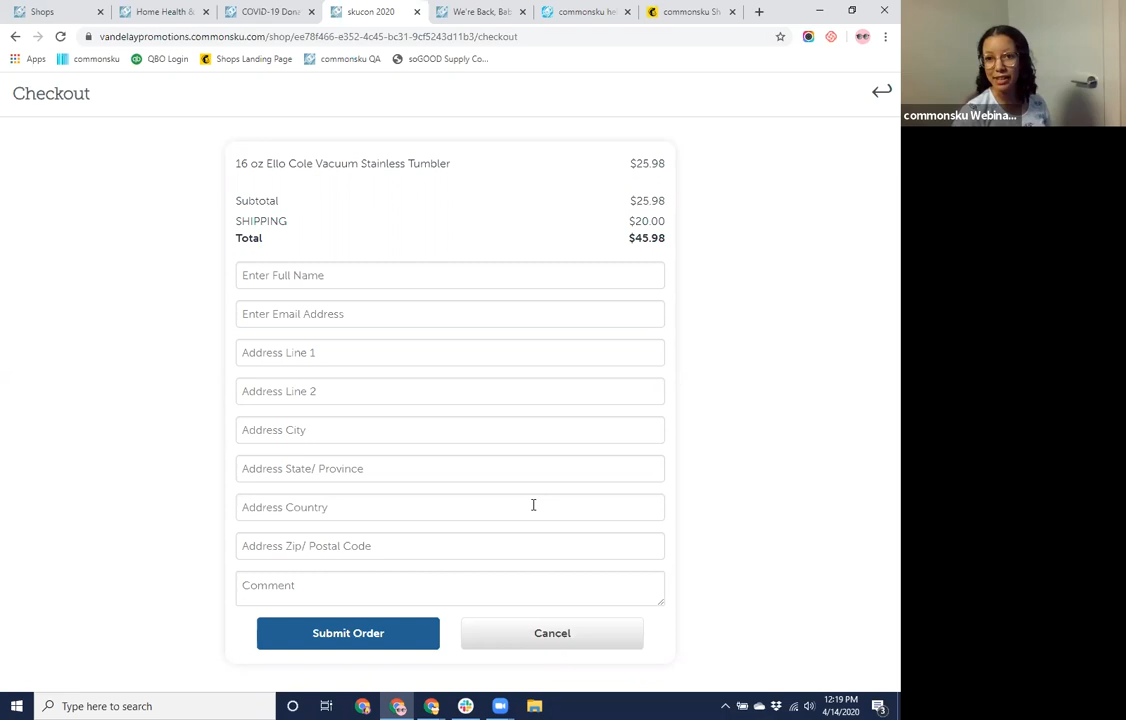 Shops
Home Health &
COVID-19 Dona
skucon 2020
We're Back, Bab
commonsku hel
commonsku Sh
vandelaypromotions.commonsku.com/shop/ee78f466-e352-4c45-bc31-9cf5243d11b3/checkout
Apps
commonsku
QBO Login
Shops Landing Page
commonsku QA
soGOOD Supply Co...
Checkout
commonsku Webina...
16 oz Ello Cole Vacuum Stainless Tumbler $25.98
Subtotal $25.98
SHIPPING $20.00
Total $45.98
Enter Full Name
Enter Email Address
Address Line 1
Address Line 2
Address City
Address State/ Province
Address Country
Address Zip/ Postal Code
Comment
Submit Order
Cancel
Type here to search
12:19 PM
4/14/2020
3